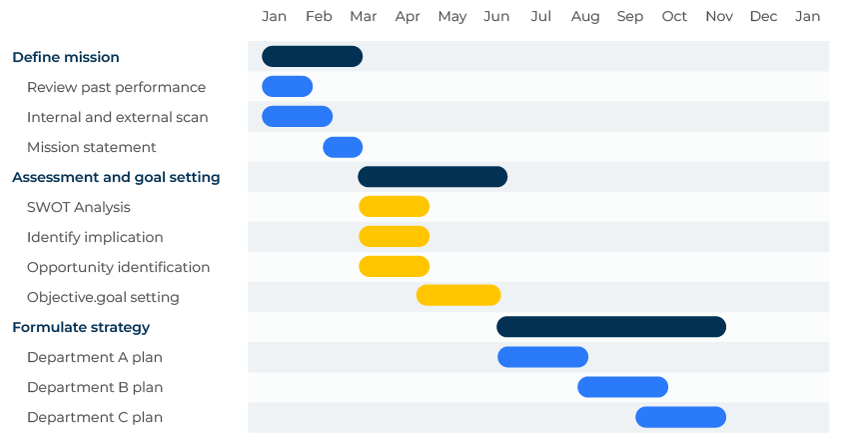 Jan Feb Mar Apr May Jun Jul Aug Sep Oct Nov Dec Jan
Define mission
Review past performance
Internal and external scan
Mission statement
Assessment and goal setting
SWOT Analysis
Identify implication
Opportunity identification
Objective.goal setting
Formulate strategy
Department A plan
Department B plan
Department C plan